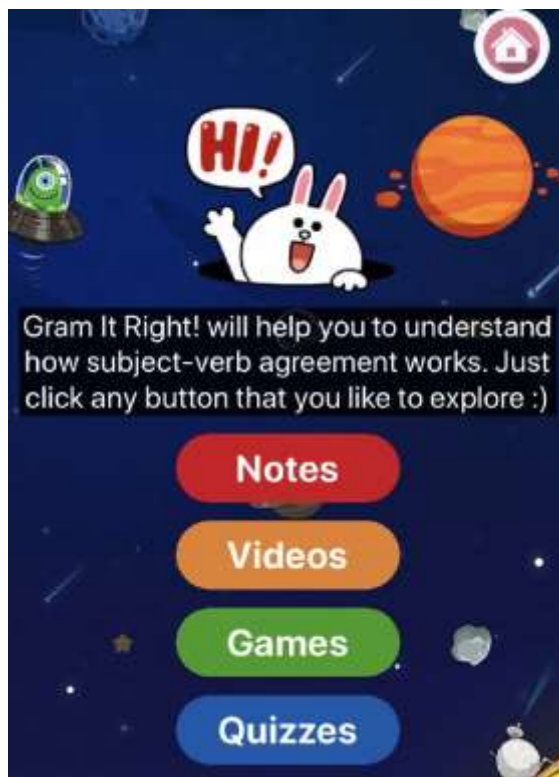 HI!
Gram It Right! will help you to understand
how subject-verb agreement works. Just
click any button that you like to explore :)
Notes
Videos
Games
Quizzes